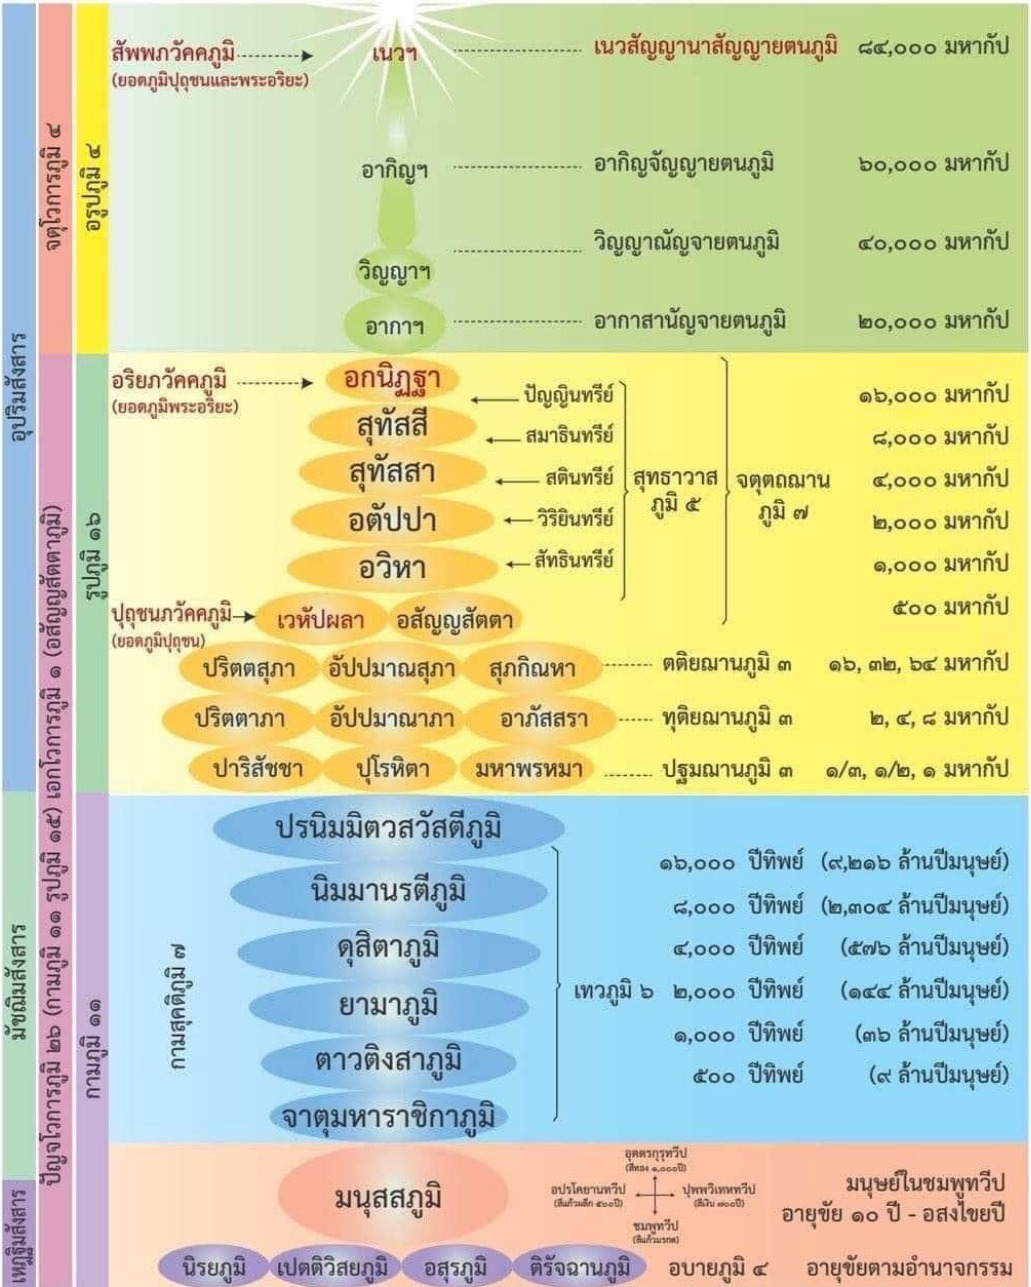 สัพพภวัคคภูมิ
(ยอดภูมิปุถุชนและพระอริยะ)
เนวฯ
เนวสัญญานาสัญญายตนภูมิ ๘๔,๐๐๐ มหากัป
อากิญฯ
อากิญจัญญายตนภูมิ ๖๐,๐๐๐ มหากัป
วิญญาณัญจายตนภูมิ ๔๐,๐๐๐ มหากัป
วิญญาฯ
อากาฯ
อากาสานัญจายตนภูมิ ๒๐,๐๐๐ มหากัป
อริยภวัคคภูมิ
(ยอดภูมิพระอริยะ)
อกนิฏฐา
ปัญญินทรีย์
๑๖,๐๐๐ มหากัป
สุทัสสี
สมาธินทรีย์
๘,๐๐๐ มหากัป
สุทัสสา
สตินทรีย์
๔,๐๐๐ มหากัป
สุทธาวาส
ภูมิ ๕
จตุตถฌาน
ภูมิ ๗
อตัปปา
วิริยินทรีย์
๒,๐๐๐ มหากัป
อวิหา
สัทธินทรีย์
๑,๐๐๐ มหากัป
ปุถุชนภวัคคภูมิ
(ยอดภูมิปุถุชน)
เวหัปผลา อสัญญสัตตา
๕๐๐ มหากัป
ปริตตสุภา อัปปมาณสุภา สุภกิณหา ตติยฌานภูมิ ๓ ๑๖, ๓๒, ๖๔ มหากัป
ปริตตาภา อัปปมาณาภา อาภัสสรา ทุติยฌานภูมิ ๓ ๒, ๔, ๘ มหากัป
ปาริสัชชา ปุโรหิตา มหาพรหมา ปฐมฌานภูมิ ๓ ๑/๓, ๑/๒, ๑ มหากัป
ปรนิมมิตวสวัสตีภูมิ
๑๖,๐๐๐ ปีทิพย์ (๙,๒๑๖ ล้านปีมนุษย์)
นิมมานรตีภูมิ
๘,๐๐๐ ปีทิพย์ (๒,๓๐๔ ล้านปีมนุษย์)
ดุสิตาภูมิ
๔,๐๐๐ ปีทิพย์ (๕๗๖ ล้านปีมนุษย์)
เทวภูมิ ๖
๒,๐๐๐ ปีทิพย์ (๑๔๔ ล้านปีมนุษย์)
ยามาภูมิ
๑,๐๐๐ ปีทิพย์ (๓๖ ล้านปีมนุษย์)
ตาวติงสาภูมิ
๕๐๐ ปีทิพย์ (๙ ล้านปีมนุษย์)
จาตุมหาราชิกาภูมิ
กามสุคติภูมิ ๗
มนุสสภูมิ
อุตตรกุรุทวีป
(สีทอง ๑,๐๐๐ปี)
อปรโคยานทวีป
(สีแก้วผลึก ๕๐๐ปี)
ปุพพวิเทหทวีป
(สีเงิน ๗๐๐ปี)
ชมพูทวีป
(สีแก้วมรกต)
มนุษย์ในชมพูทวีป
อายุขัย ๑๐ ปี - อสงไขยปี
นิรยภูมิ เปตติวิสยภูมิ อสุรภูมิ ติรัจฉานภูมิ อบายภูมิ ๔ อายุขัยตามอำนาจกรรม
อุปริมสังสาร
มัชฌิมสังสาร
เหฏฐิมสังสาร
จตุโวการภูมิ ๔
ปัญจโวการภูมิ ๒๖ (กามภูมิ ๑๑ รูปภูมิ ๑๕) เอกโวการภูมิ ๑ (อสัญญสัตตาภูมิ)
อรูปภูมิ ๔
รูปภูมิ ๑๖
กามภูมิ ๑๑